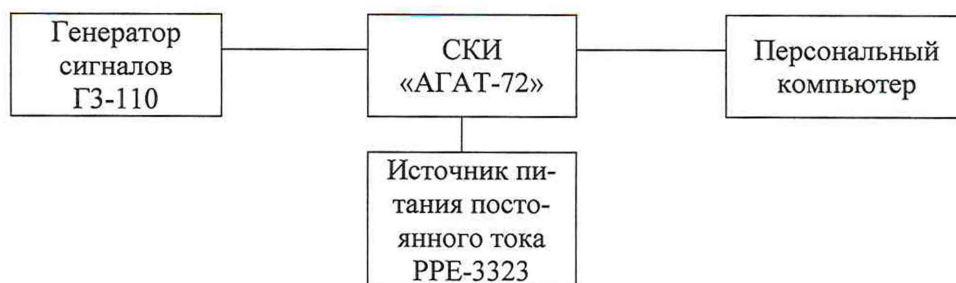 Генератор
сигналов
Г3-110
СКИ
«АГАТ-72»
Персональный
компьютер
Источник пи-
тания посто-
янного тока
PPE-3323